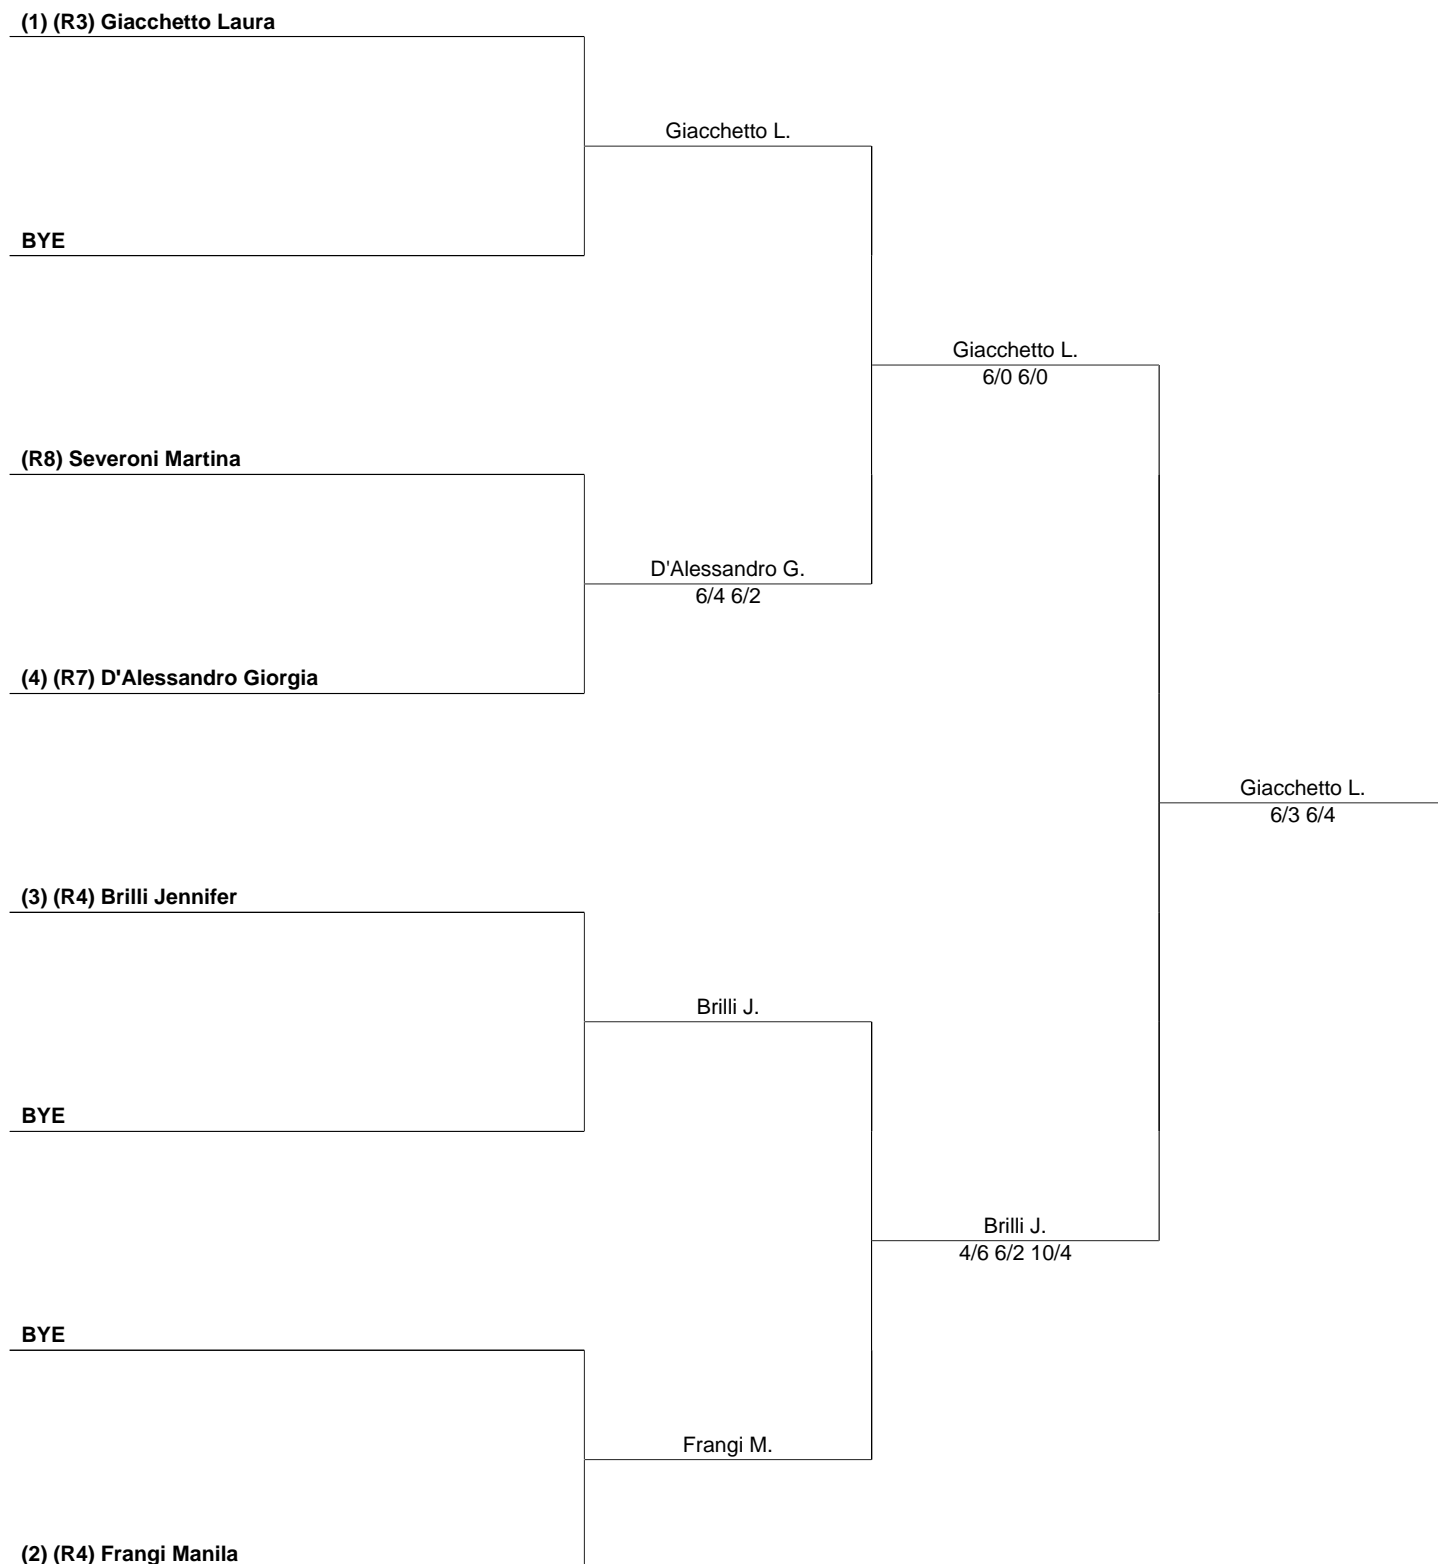 (1) (R3) Giacchetto Laura
Giacchetto L.
BYE
Giacchetto L.
6/0 6/0
(R8) Severoni Martina
D'Alessandro G.
6/4 6/2
(4) (R7) D'Alessandro Giorgia
Giacchetto L.
6/3 6/4
(3) (R4) Brilli Jennifer
Brilli J.
BYE
Brilli J.
4/6 6/2 10/4
BYE
Frangi M.
(2) (R4) Frangi Manila